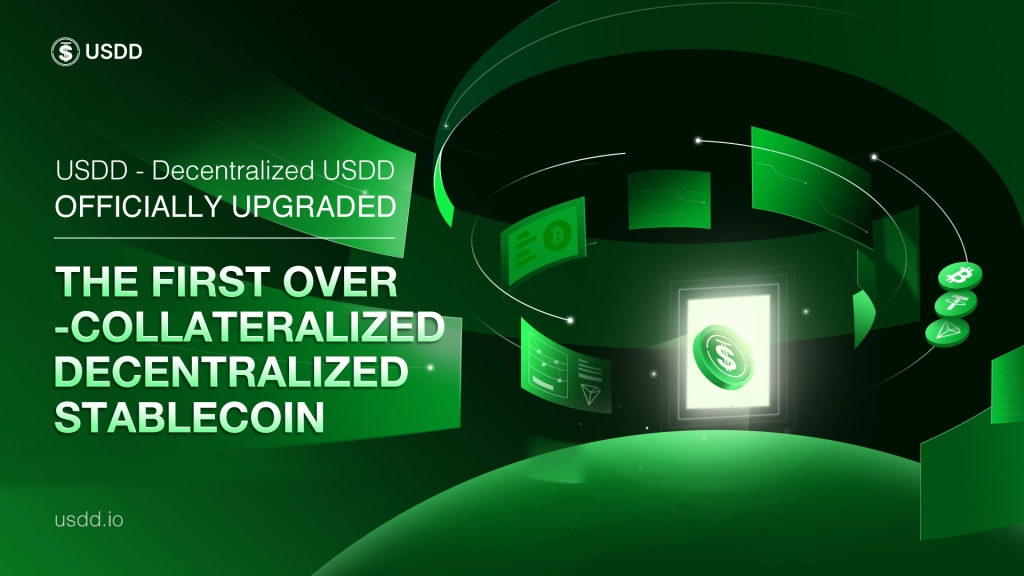 USDD
USDD - Decentralized USDD
OFFICIALLY UPGRADED
THE FIRST OVER
-COLLATERALIZED
DECENTRALIZED
STABLECOIN
usdd.io